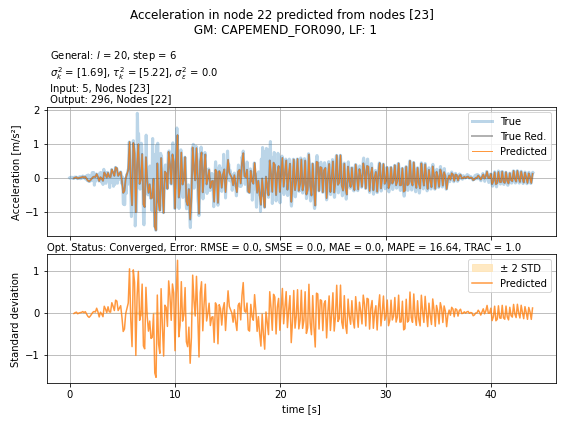 Acceleration in node 22 predicted from nodes [23]
GM: CAPEMEND_FOR090, LF: 1
General: l = 20, step = 6
σ²ₖ = [1.69], τ²ₖ = [5.22], σ²ε = 0.0
Input: 5, Nodes [23]
Output: 296, Nodes [22]
2
1
0
−1
Acceleration [m/s²]
True
True Red.
Predicted
Opt. Status: Converged, Error: RMSE = 0.0, SMSE = 0.0, MAE = 0.0, MAPE = 16.64, TRAC = 1.0
1
0
−1
Standard deviation
± 2 STD
Predicted
0 10 20 30 40
time [s]